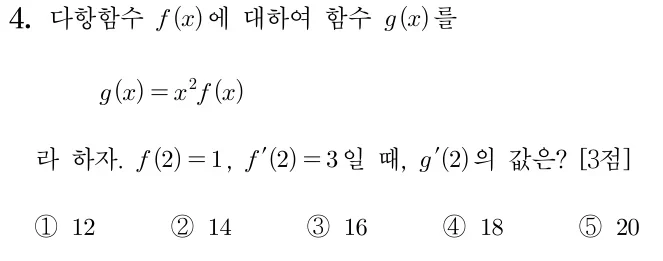 4. 다항함수 f(x)에 대하여 함수 g(x)를
g(x)=x²f(x)
라 하자. f(2)=1, f′(2)=3일 때, g′(2)의 값은? [3점]
① 12 ② 14 ③ 16 ④ 18 ⑤ 20